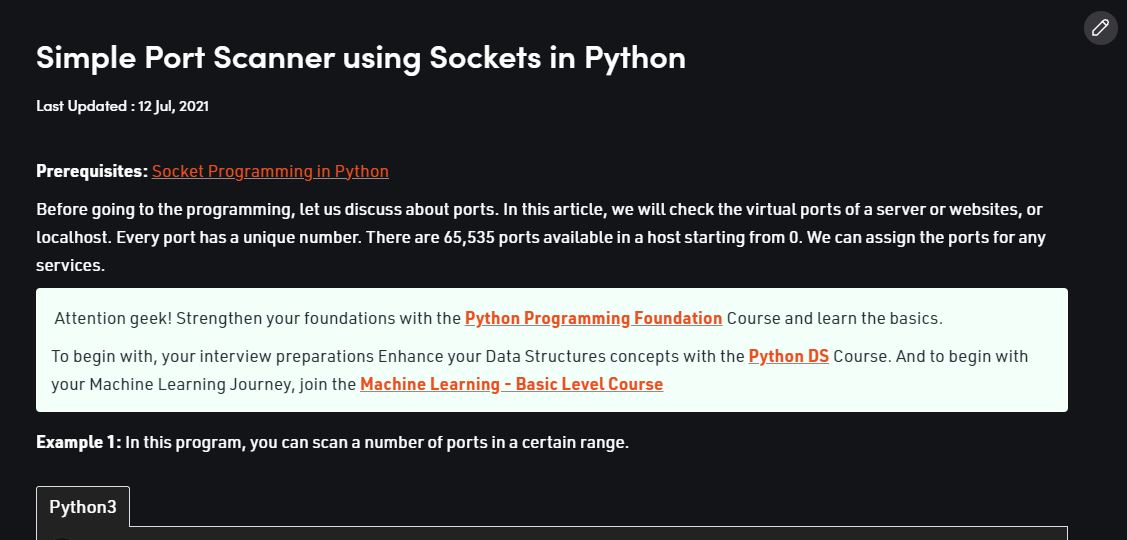 Simple Port Scanner using Sockets in Python
Last Updated : 12 Jul, 2021
Prerequisites: Socket Programming in Python
Before going to the programming, let us discuss about ports. In this article, we will check the virtual ports of a server or websites, or
localhost. Every port has a unique number. There are 65,535 ports available in a host starting from 0. We can assign the ports for any
services.
Attention geek! Strengthen your foundations with the Python Programming Foundation Course and learn the basics.
To begin with, your interview preparations Enhance your Data Structures concepts with the Python DS Course. And to begin with
your Machine Learning Journey, join the Machine Learning - Basic Level Course
Example 1: In this program, you can scan a number of ports in a certain range.
Python3